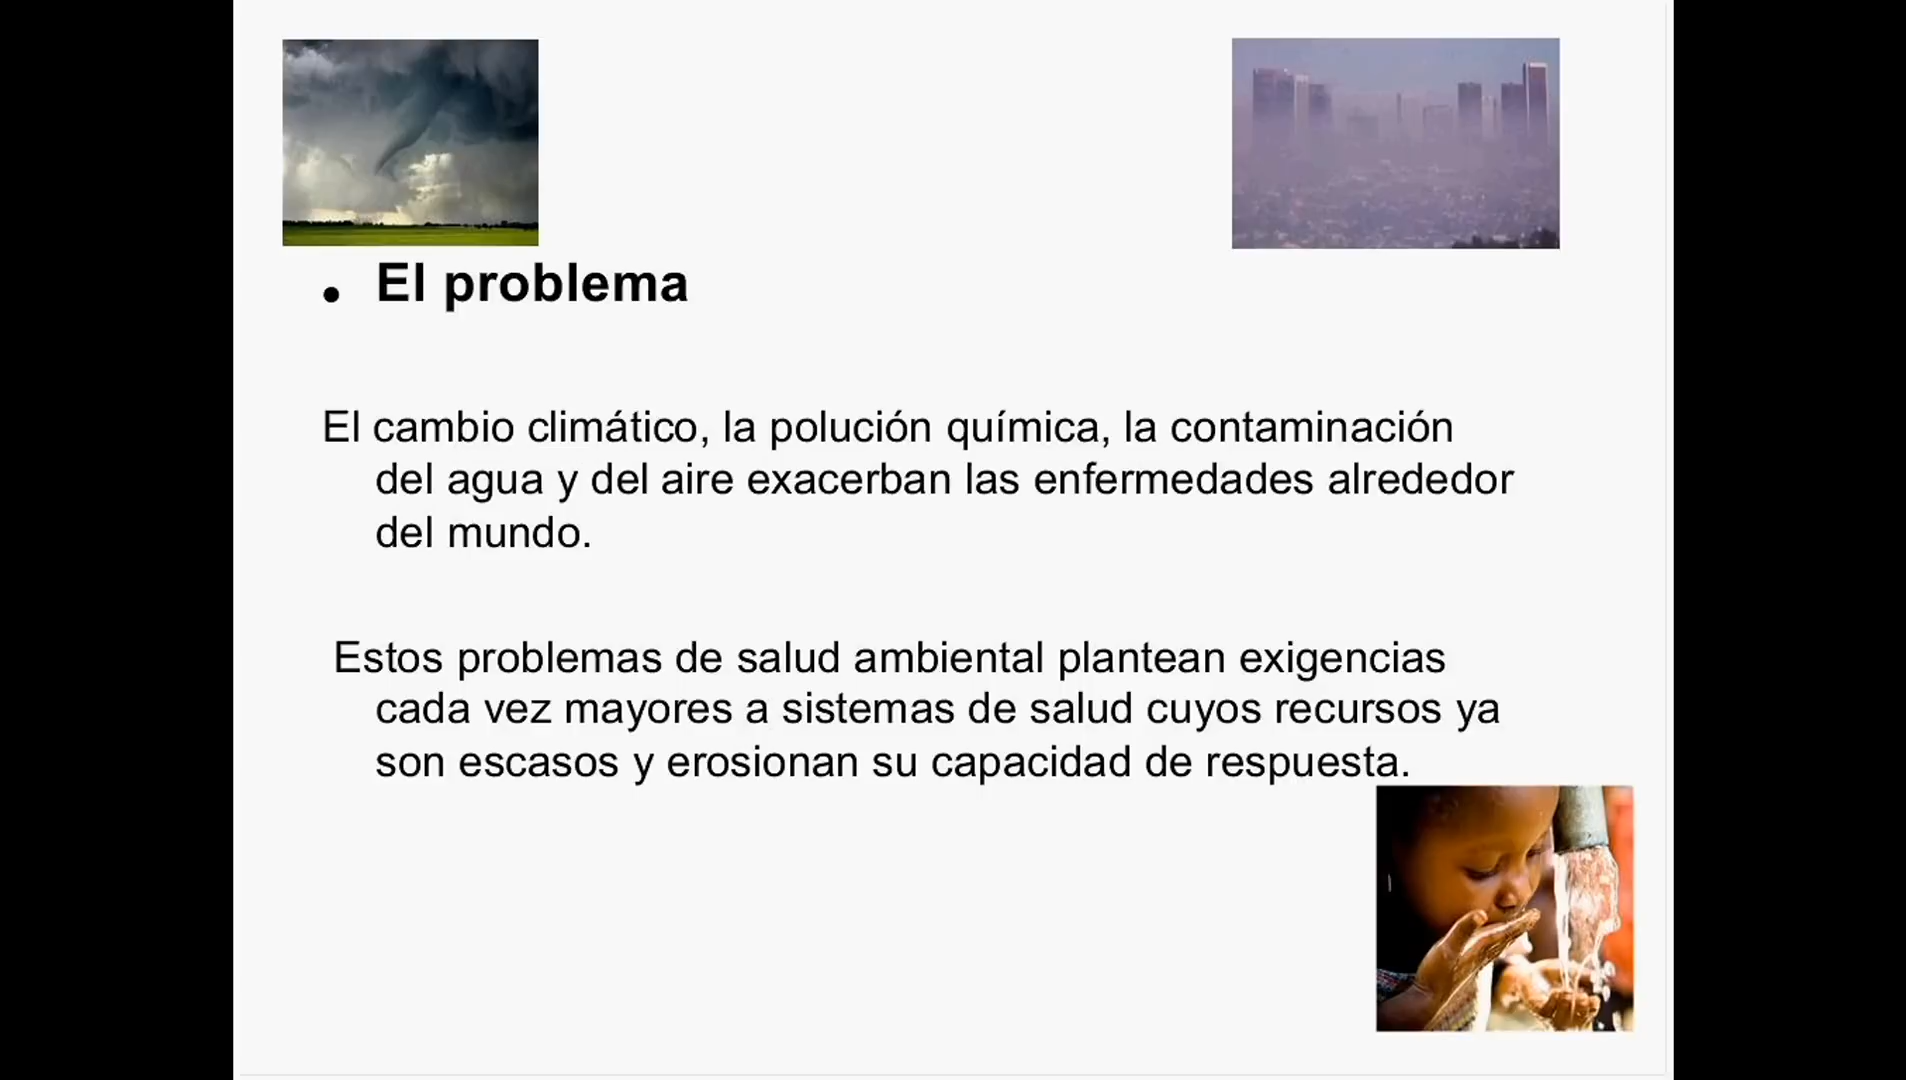 • El problema
El cambio climático, la polución química, la contaminación
del agua y del aire exacerban las enfermedades alrededor
del mundo.
Estos problemas de salud ambiental plantean exigencias
cada vez mayores a sistemas de salud cuyos recursos ya
son escasos y erosionan su capacidad de respuesta.